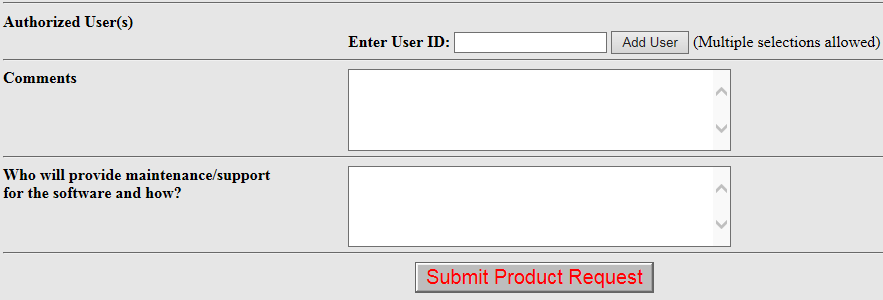 Authorized User(s)
Enter User ID: Add User (Multiple selections allowed)
Comments
Who will provide maintenance/support
for the software and how?
Submit Product Request